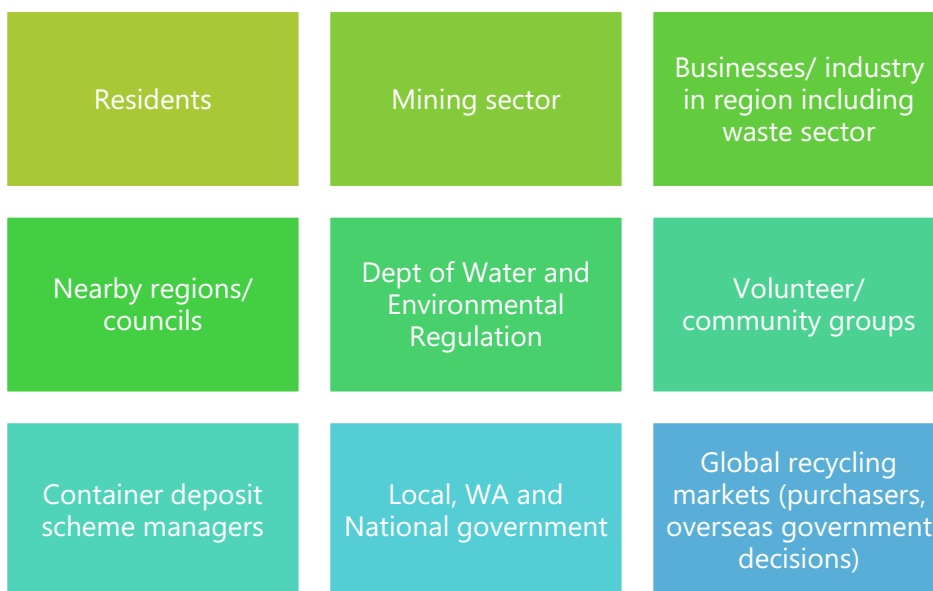 Residents
Mining sector
Businesses/ industry
in region including
waste sector
Nearby regions/
councils
Dept of Water and
Environmental
Regulation
Volunteer/
community groups
Container deposit
scheme managers
Local, WA and
National government
Global recycling
markets (purchasers,
overseas government
decisions)